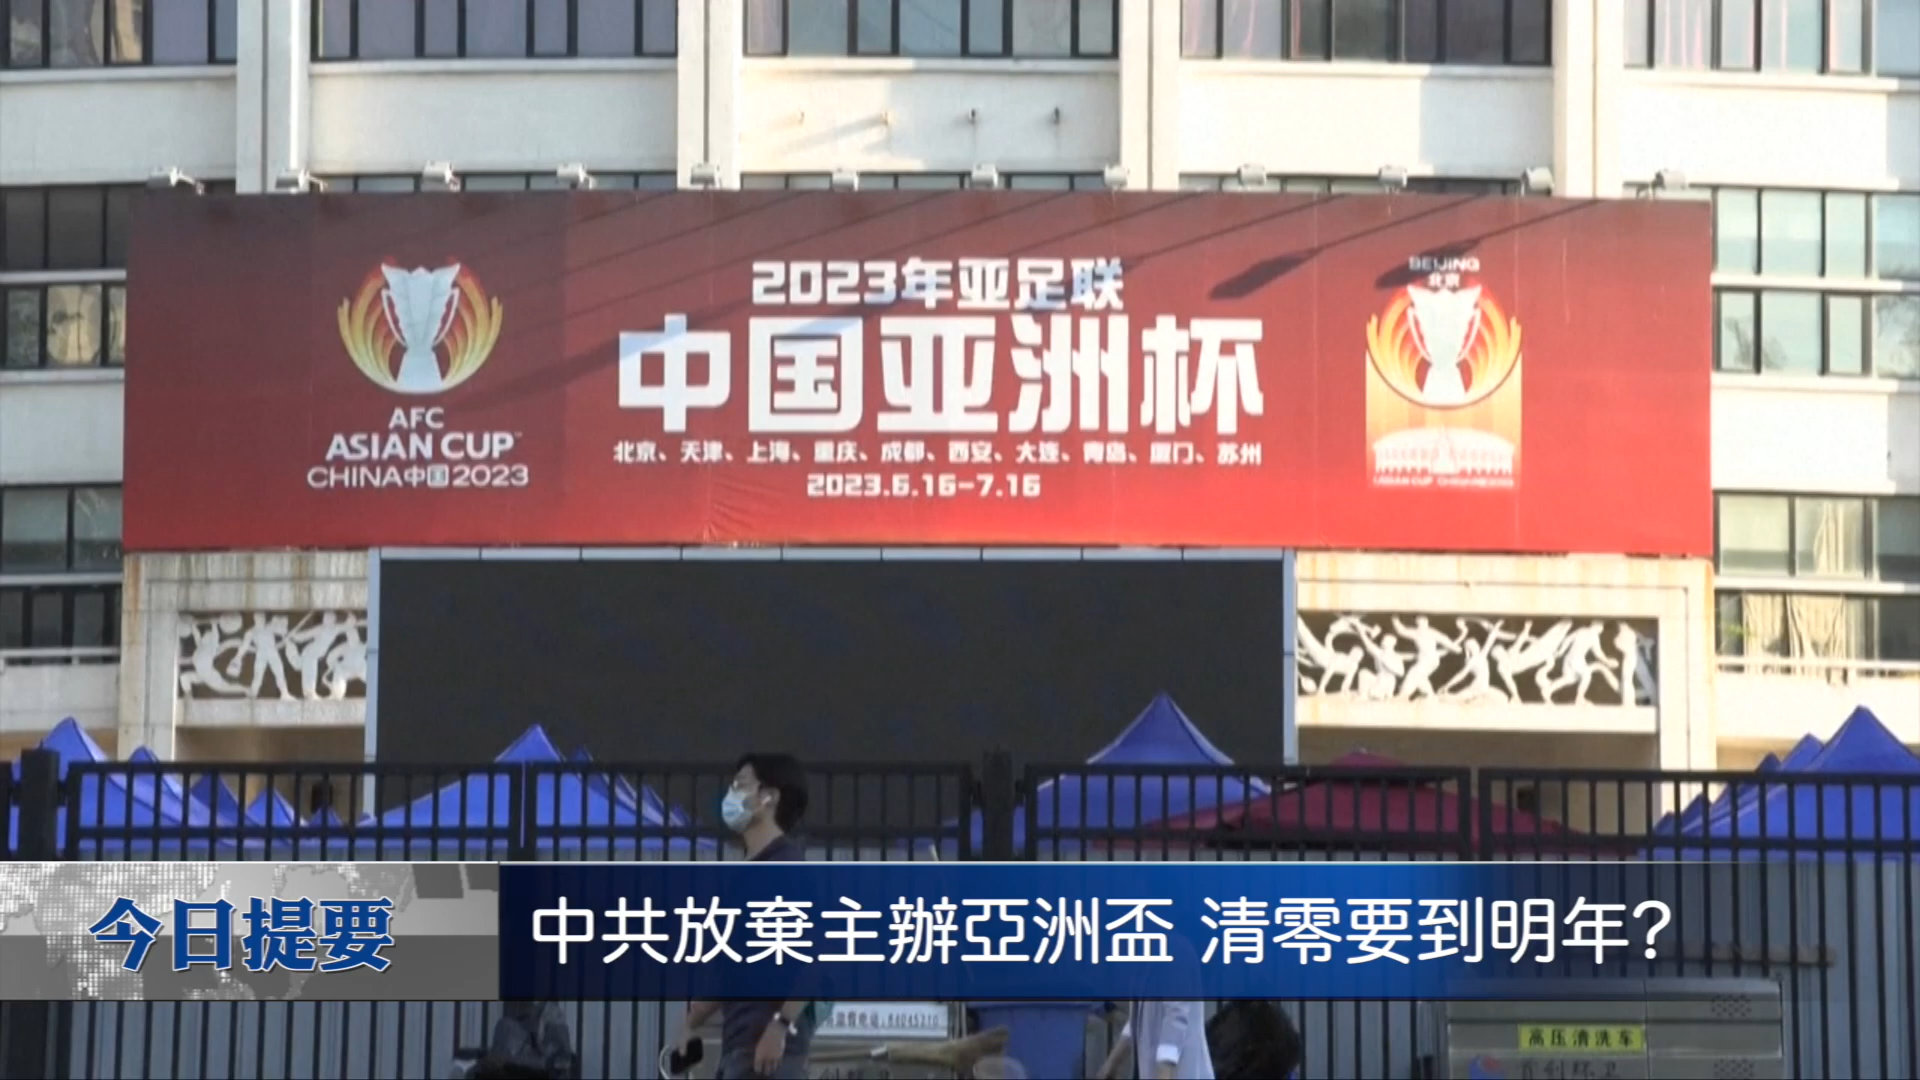 2023年亚足联
中国亚洲杯
北京、天津、上海、重庆、成都、西安、大连、青岛、厦门、苏州
2023.6.16-7.16
AFC
ASIAN CUP™
CHINA中国2023
BEIJING
北京
今日提要
中共放棄主辦亞洲盃 清零要到明年?
高压清洗车